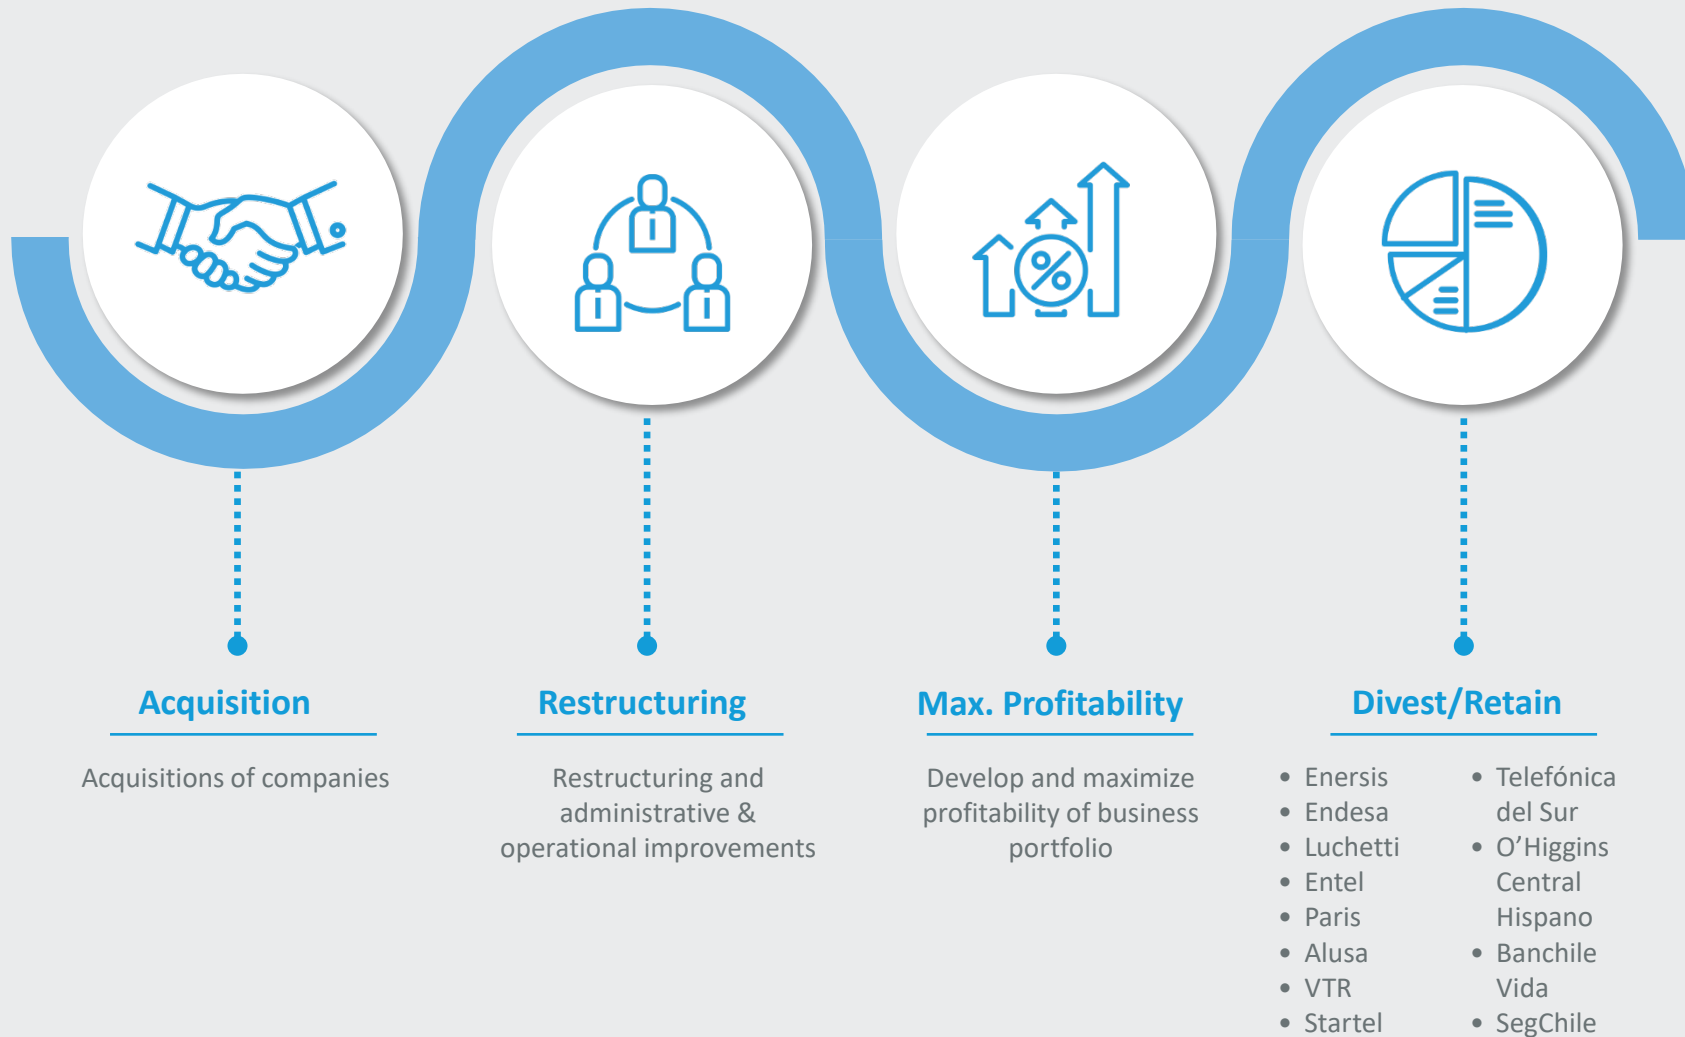 Acquisition
Acquisitions of companies
Restructuring
Restructuring and
administrative &
operational improvements
Max. Profitability
Develop and maximize
profitability of business
portfolio
Divest/Retain
• Enersis
• Endesa
• Luchetti
• Entel
• Paris
• Alusa
• VTR
• Startel
• Telefónica
del Sur
• O’Higgins
Central
Hispano
• Banchile
Vida
• SegChile
%